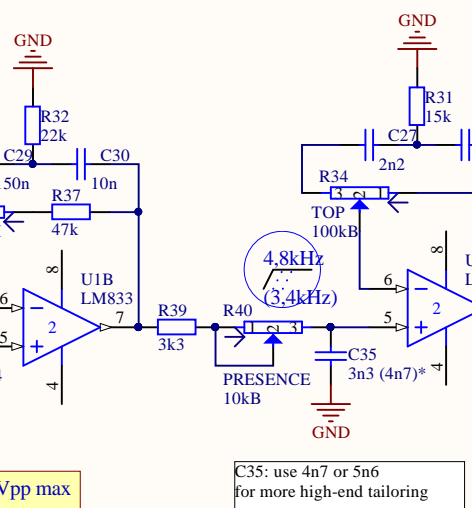 GND
GND
R32
22k
R31
15k
C29
50n
C30
10n
C27
2n2
R37
47k
R34
3 2 1
TOP
100kB
8
U1B
LM833
6
2
7
5
4
R39
3k3
4,8kHz
(3,4kHz)
R40
1 2 3
PRESENCE
10kB
C35
3n3 (4n7)*
GND
8
6
2
5
4
Vpp max
C35: use 4n7 or 5n6
for more high-end tailoring